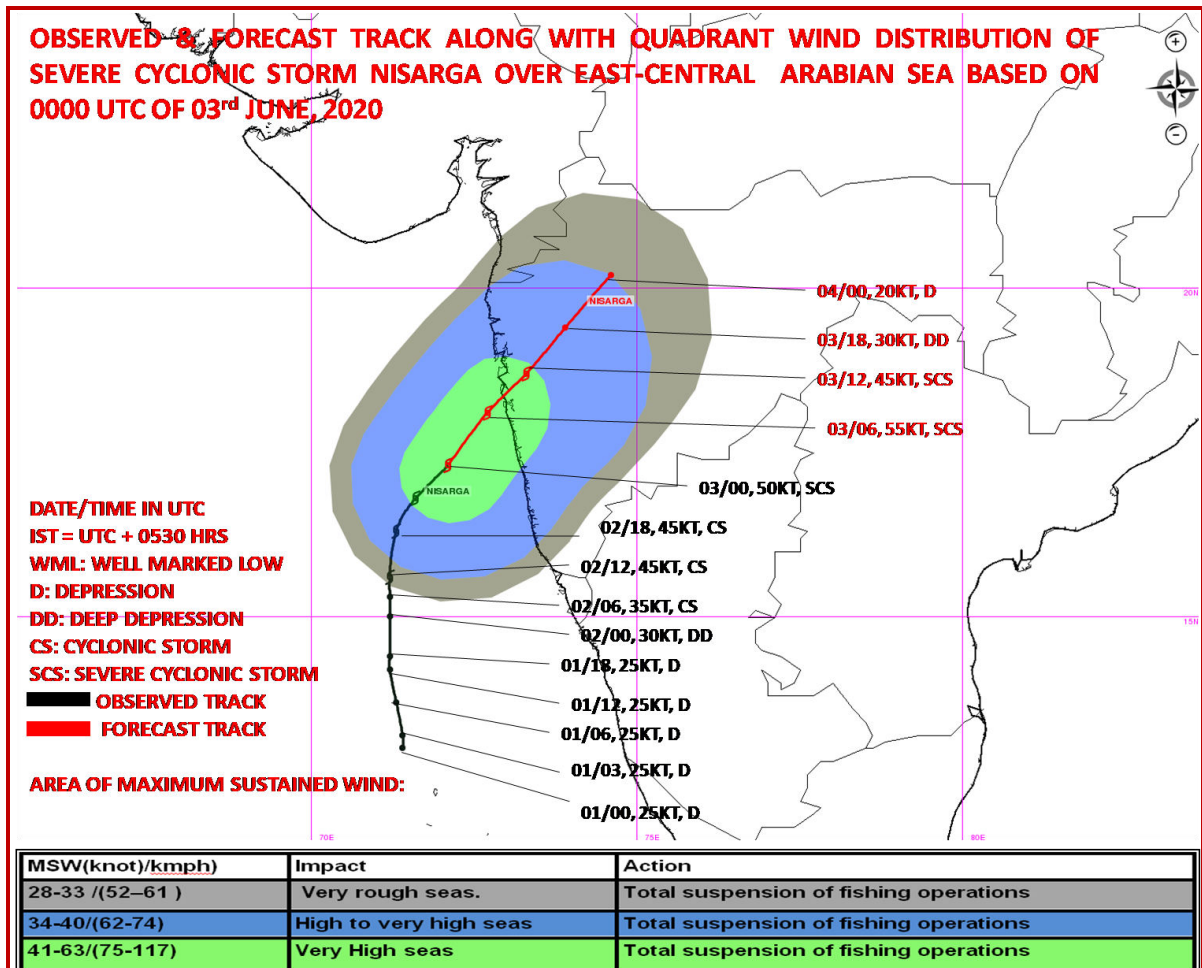 OBSERVED & FORECAST TRACK ALONG WITH QUADRANT WIND DISTRIBUTION OF
SEVERE CYCLONIC STORM NISARGA OVER EAST-CENTRAL ARABIAN SEA BASED ON
0000 UTC OF 03rd JUNE, 2020
NISARGA
04/00, 20KT, D
20N
03/18, 30KT, DD
03/12, 45KT, SCS
03/06, 55KT, SCS
NISARGA
03/00, 50KT, SCS
02/18, 45KT, CS
02/12, 45KT, CS
02/06, 35KT, CS
02/00, 30KT, DD
15N
01/18, 25KT, D
01/12, 25KT, D
01/06, 25KT, D
01/03, 25KT, D
01/00, 25KT, D
DATE/TIME IN UTC
IST = UTC + 0530 HRS
WML: WELL MARKED LOW
D: DEPRESSION
DD: DEEP DEPRESSION
CS: CYCLONIC STORM
SCS: SEVERE CYCLONIC STORM
OBSERVED TRACK
FORECAST TRACK
AREA OF MAXIMUM SUSTAINED WIND:
70E 75E 80E
MSW(knot)/kmph) Impact Action
28-33 /(52–61 ) Very rough seas. Total suspension of fishing operations
34-40/(62-74) High to very high seas Total suspension of fishing operations
41-63/(75-117) Very High seas Total suspension of fishing operations